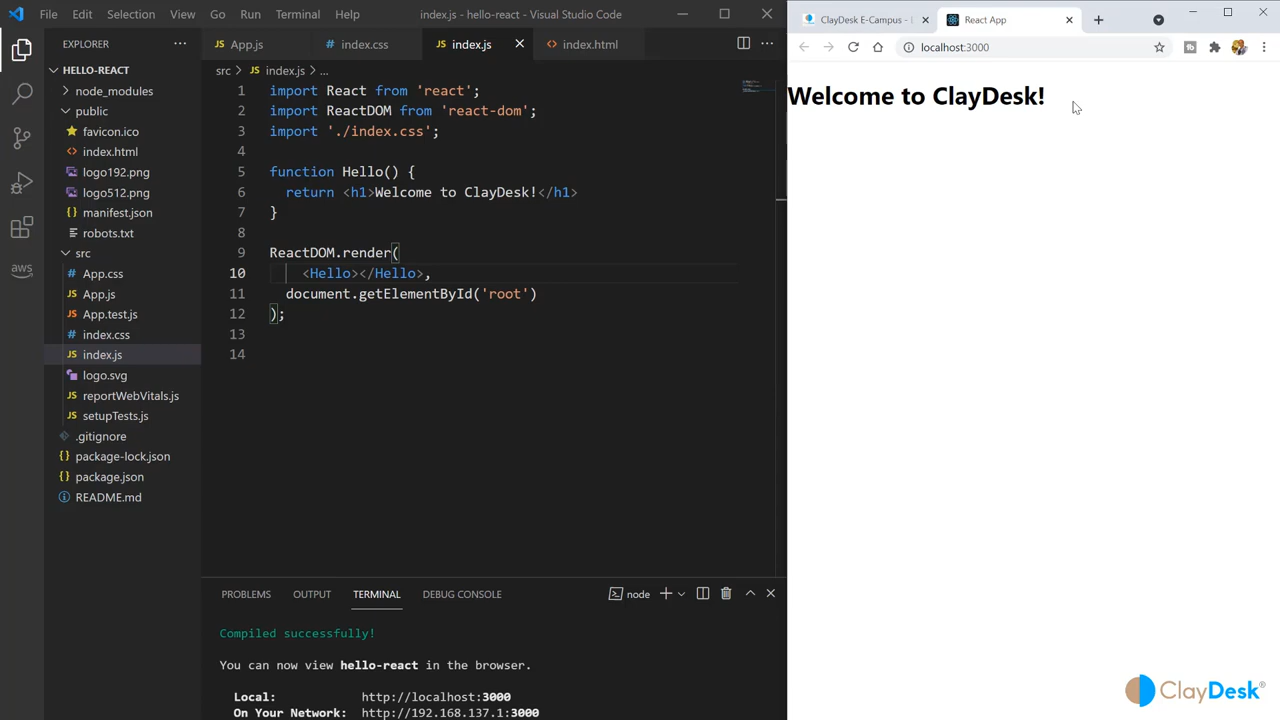 File Edit Selection View Go Run Terminal Help index.js - hello-react - Visual Studio Code
EXPLORER
HELLO-REACT
node_modules
public
favicon.ico
index.html
logo192.png
logo512.png
manifest.json
robots.txt
src
App.css
App.js
App.test.js
index.css
index.js
logo.svg
reportWebVitals.js
setupTests.js
.gitignore
package-lock.json
package.json
README.md
aws
App.js index.css index.js index.html
src > JS index.js > ...
1 import React from 'react';
2 import ReactDOM from 'react-dom';
3 import './index.css';
4
5 function Hello() {
6 return <h1>Welcome to ClayDesk!</h1>
7 }
8
9 ReactDOM.render(
10 <Hello></Hello>,
11 document.getElementById('root')
12 );
13
14
PROBLEMS OUTPUT TERMINAL DEBUG CONSOLE node
Compiled successfully!
You can now view hello-react in the browser.
Local: http://localhost:3000
On Your Network: http://192.168.137.1:3000
ClayDesk E-Campus - React App
localhost:3000
Welcome to ClayDesk!
ClayDesk®